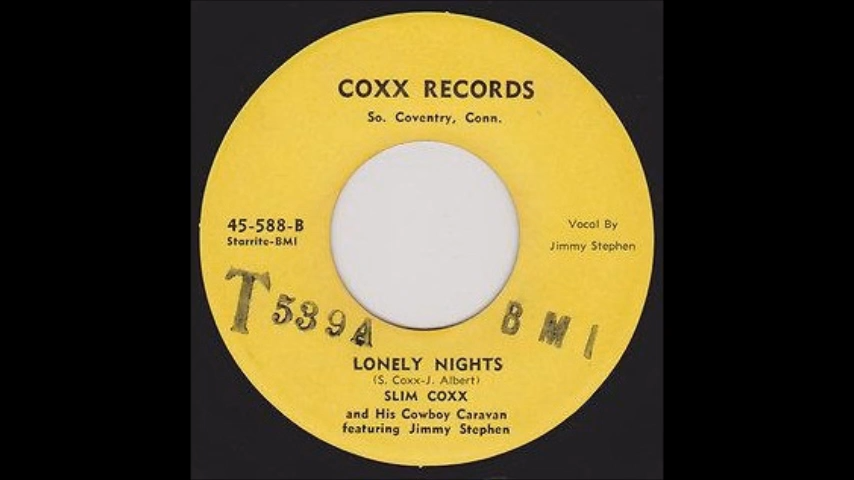 COXX RECORDS
So. Coventry, Conn.
45-588-B
Starrite-BMI
Vocal By
Jimmy Stephen
T539A
BMI
LONELY NIGHTS
(S. Coxx-J. Albert)
SLIM COXX
and His Cowboy Caravan
featuring Jimmy Stephen